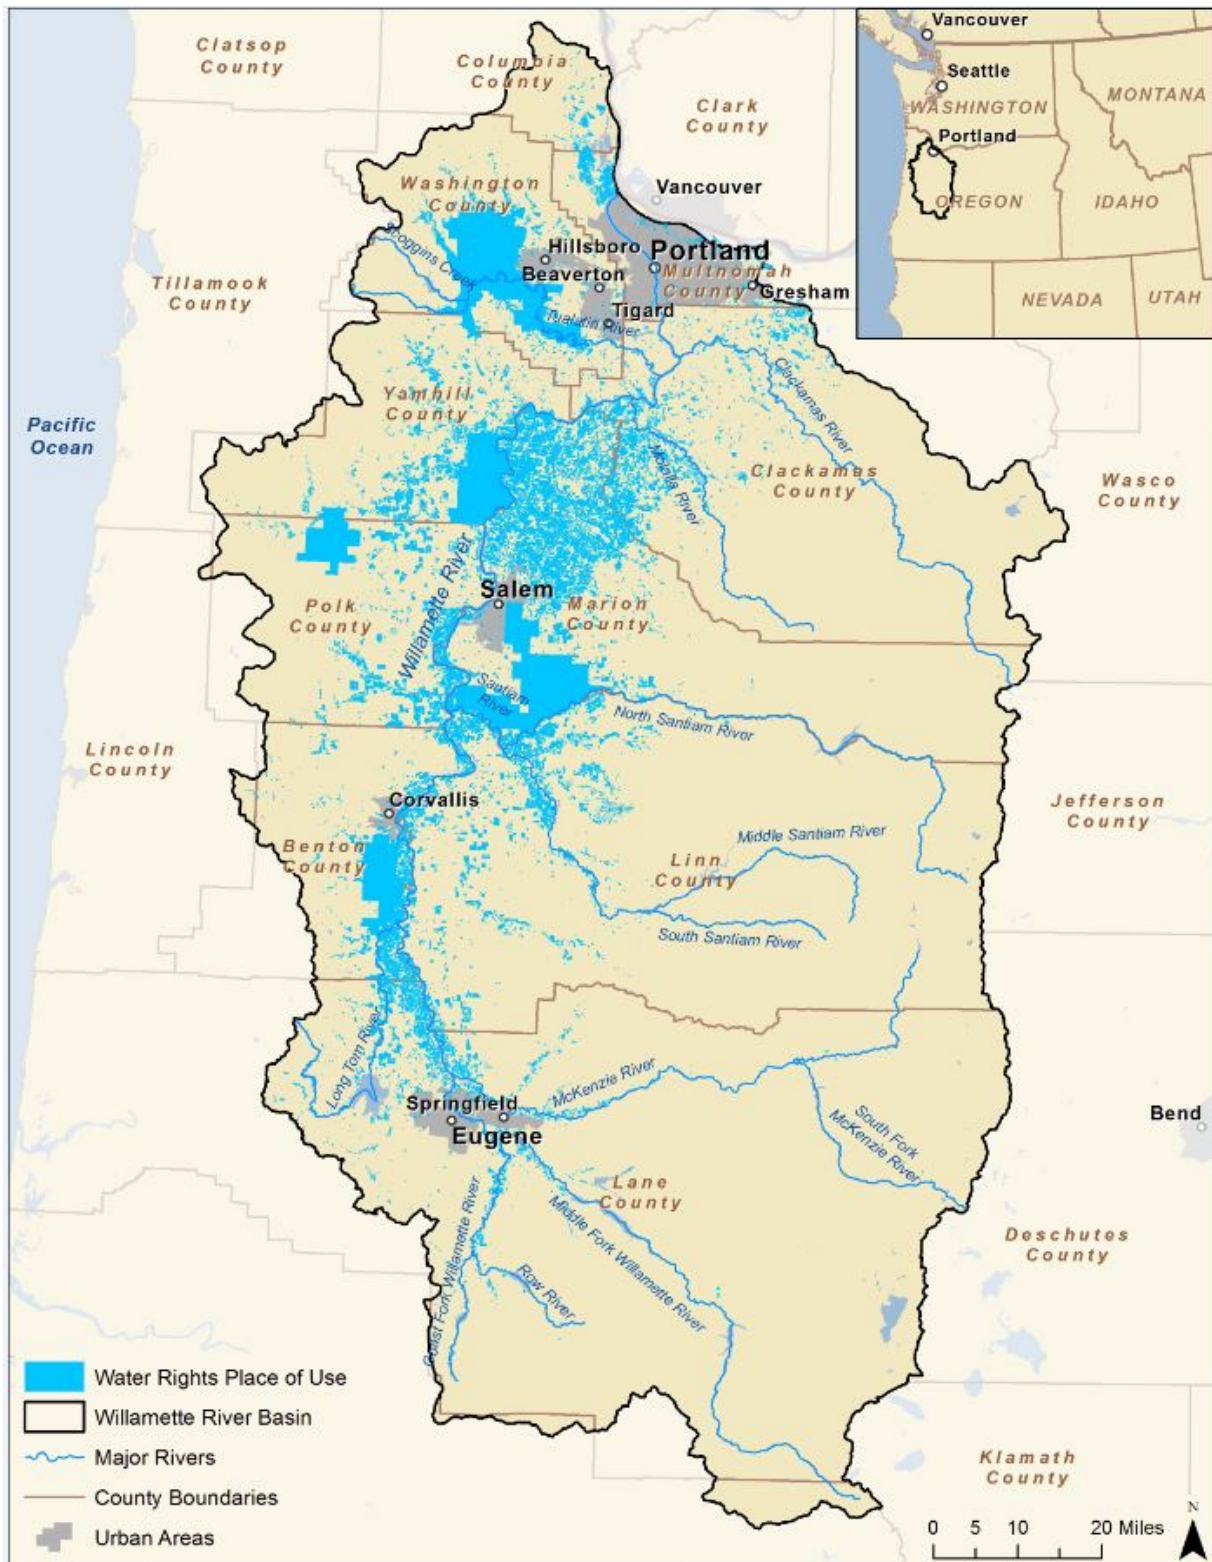 Clatsop
County
Columbia
County
Clark
County
Vancouver
Seattle
WASHINGTON
MONTANA
Portland
OREGON
IDAHO
NEVADA
UTAH
Washington
County
Vancouver
Scoggins Creek
Hillsboro
Portland
Beaverton
Multnomah
County
Gresham
Tillamook
County
Tigard
Tualatin River
Yamhill
County
Clackamas River
Pacific
Ocean
Molalla River
Clackamas
County
Wasco
County
Willamette River
Salem
Polk
County
Marion
County
Santiam
River
North Santiam River
Lincoln
County
Corvallis
Jefferson
County
Benton
County
Middle Santiam River
Linn
County
South Santiam River
Long Tom River
McKenzie River
Springfield
Eugene
South Fork
McKenzie River
Bend
Lane
County
Coast Fork Willamette River
Middle Fork Willamette River
Row River
Deschutes
County
Klamath
County
Water Rights Place of Use
Willamette River Basin
Major Rivers
County Boundaries
Urban Areas
N
0 5 10 20 Miles